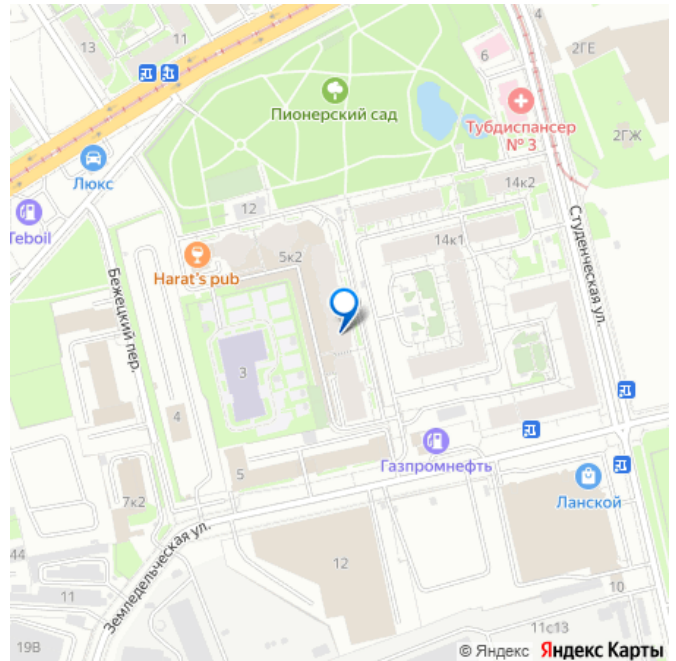 4
2ГЕ
11
13
6
Пионерский сад
Тубдиспансер
№ 3
2ГЖ
Люкс
14к2
12
Teboil
14к1
Студенческая ул.
5к2
Harat's pub
Бежецкий пер.
3
4
Газпромнефть
5
Ланской
7к2
Земледельческая ул.
44
12
10
11
11с13
19В
© Яндекс Яндекс Карты